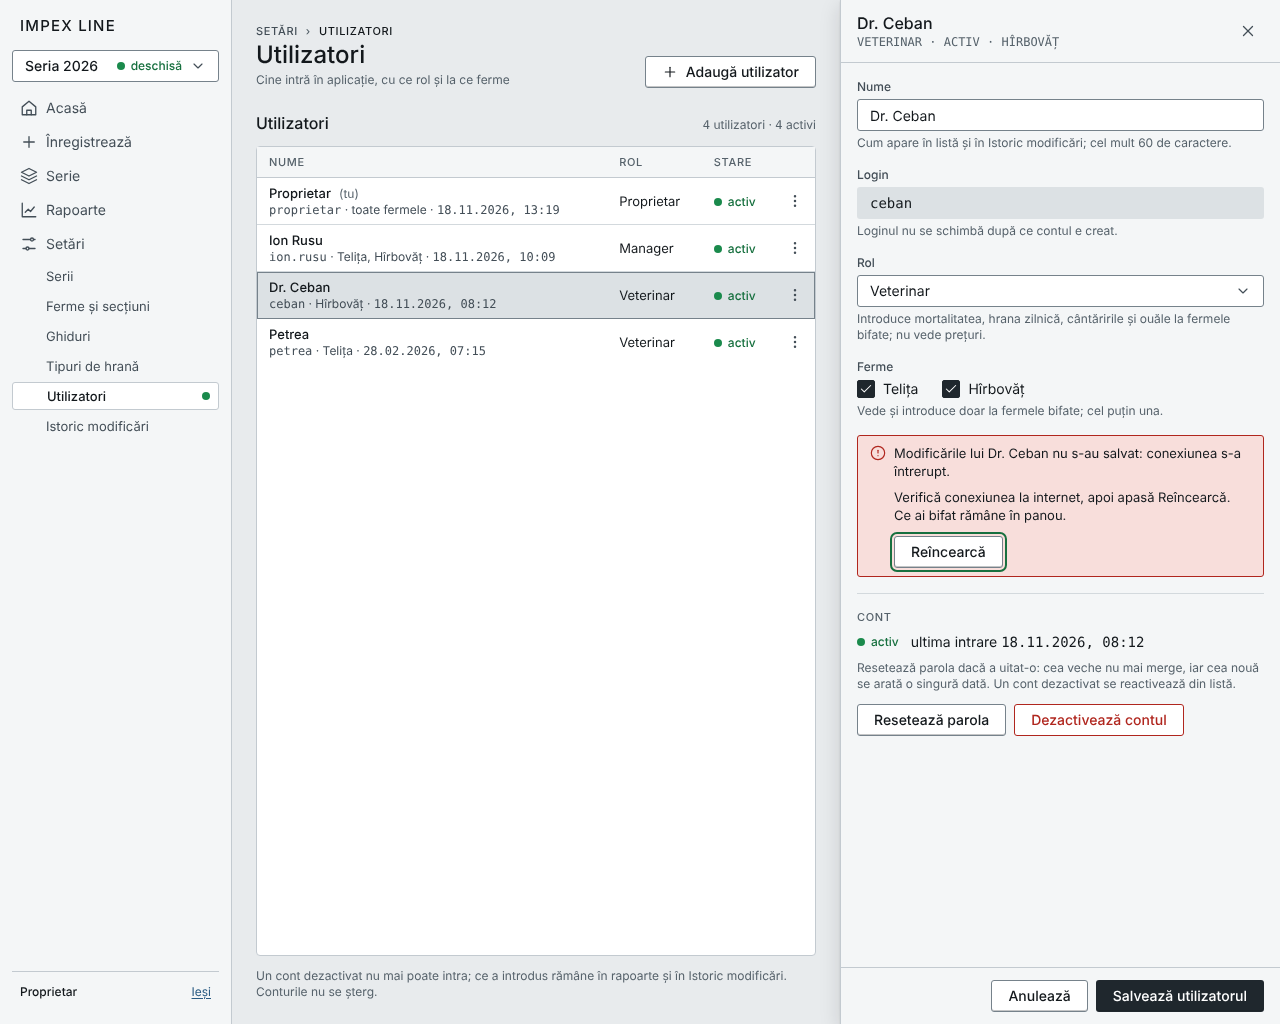 IMPEX LINE
Seria 2026 deschisă
Acasă
Înregistrează
Serie
Rapoarte
Setări
Serii
Ferme și secțiuni
Ghiduri
Tipuri de hrană
Utilizatori
Istoric modificări
Proprietar Ieși
SETĂRI › UTILIZATORI
Utilizatori
Cine intră în aplicație, cu ce rol și la ce ferme
Adaugă utilizator
Utilizatori
4 utilizatori · 4 activi
NUME ROL STARE
Proprietar (tu)
proprietar · toate fermele · 18.11.2026, 13:19
Proprietar activ
Ion Rusu
ion.rusu · Telița, Hîrbovăț · 18.11.2026, 10:09
Manager activ
Dr. Ceban
ceban · Hîrbovăț · 18.11.2026, 08:12
Veterinar activ
Petrea
petrea · Telița · 28.02.2026, 07:15
Veterinar activ
Un cont dezactivat nu mai poate intra; ce a introdus rămâne în rapoarte și în Istoric modificări.
Conturile nu se șterg.
Dr. Ceban
VETERINAR · ACTIV · HÎRBOVĂȚ
Nume
Dr. Ceban
Cum apare în listă și în Istoric modificări; cel mult 60 de caractere.
Login
ceban
Loginul nu se schimbă după ce contul e creat.
Rol
Veterinar
Introduce mortalitatea, hrana zilnică, cântăririle și ouăle la fermele
bifate; nu vede prețuri.
Ferme
Telița Hîrbovăț
Vede și introduce doar la fermele bifate; cel puțin una.
Modificările lui Dr. Ceban nu s-au salvat: conexiunea s-a
întrerupt.
Verifică conexiunea la internet, apoi apasă Reîncearcă.
Ce ai bifat rămâne în panou.
Reîncearcă
CONT
activ ultima intrare 18.11.2026, 08:12
Resetează parola dacă a uitat-o: cea veche nu mai merge, iar cea nouă
se arată o singură dată. Un cont dezactivat se reactivează din listă.
Resetează parola Dezactivează contul
Anulează Salvează utilizatorul